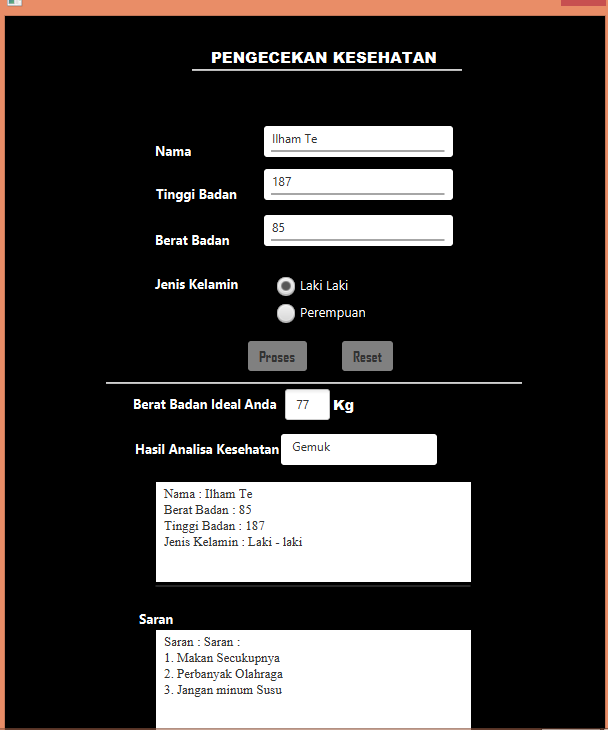 PENGECEKAN KESEHATAN
Nama Ilham Te
Tinggi Badan 187
Berat Badan 85
Jenis Kelamin Laki Laki
Perempuan
Proses Reset
Berat Badan Ideal Anda 77 Kg
Hasil Analisa Kesehatan Gemuk
Nama : Ilham Te
Berat Badan : 85
Tinggi Badan : 187
Jenis Kelamin : Laki - laki
Saran
Saran : Saran :
1. Makan Secukupnya
2. Perbanyak Olahraga
3. Jangan minum Susu